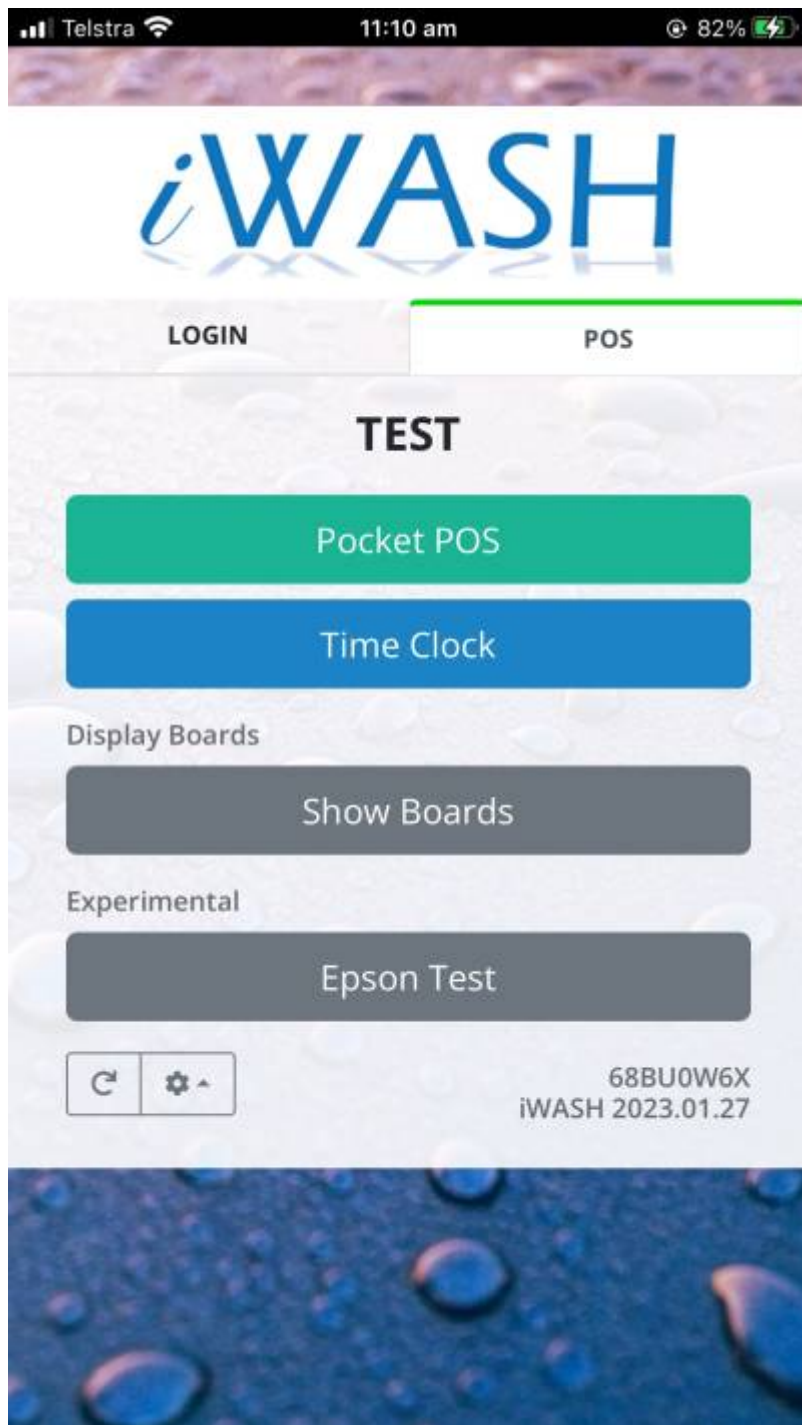 Telstra 11:10 am 82%
iWASH
LOGIN POS
TEST
Pocket POS
Time Clock
Display Boards
Show Boards
Experimental
Epson Test
68BU0W6X
iWASH 2023.01.27